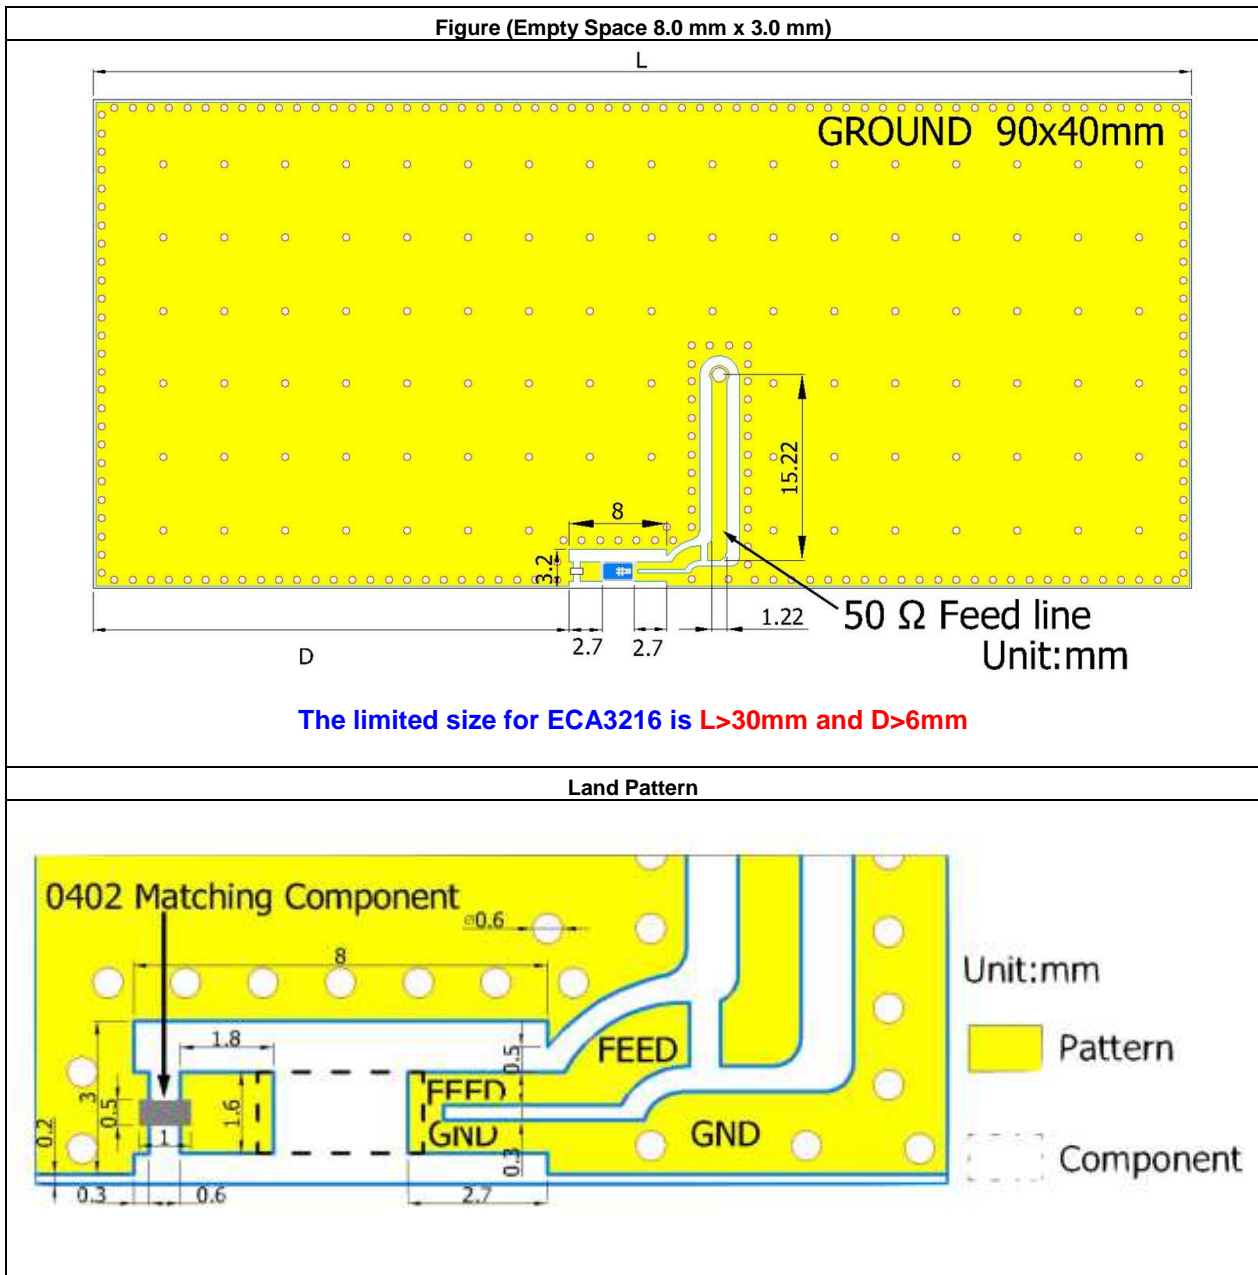 Figure (Empty Space 8.0 mm x 3.0 mm)
L
GROUND 90x40mm
15.22
8
3.2
50 Ω Feed line
1.22
2.7 2.7
D
Unit:mm
The limited size for ECA3216 is L>30mm and D>6mm
Land Pattern
0402 Matching Component
⌀0.6
8
Unit:mm
1.8
0.5
FEED
Pattern
3
0.5
1.6
FEED
1
GND
GND
0.2
0.3
Component
0.3 0.6
2.7